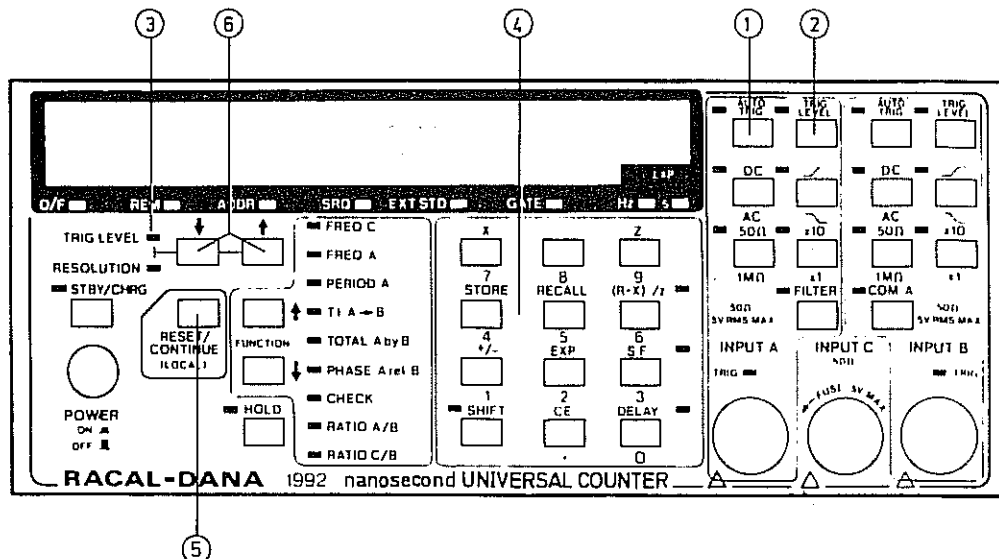 3 6 4 1 2
O/F REM ADDR SRQ EXT STD GATE Hz s
TRIG LEVEL
RESOLUTION
STBY/CHRG
RESET/
CONTINUE
(LOCAL)
POWER
ON
OFF
FUNCTION
HOLD
FREQ C
FREQ A
PERIOD A
T.I. A→B
TOTAL A by B
PHASE A rel B
CHECK
RATIO A/B
RATIO C/B
X Z
7 8 9
STORE RECALL (R-X)/Z
4 5 6
+/- EXP SF
1 2 3
SHIFT CE DELAY
. 0
AUTO TRIG
TRIG LEVEL
AUTO TRIG
TRIG LEVEL
DC DC
AC AC
50Ω x10 50Ω x10
1MΩ x1 1MΩ x1
FILTER COM A
50Ω
5V RMS MAX
50Ω
5V RMS MAX
INPUT A INPUT C INPUT B
50Ω
TRIG TRIG
FUSE 5V MAX
RACAL-DANA 1992 nanosecond UNIVERSAL COUNTER
5